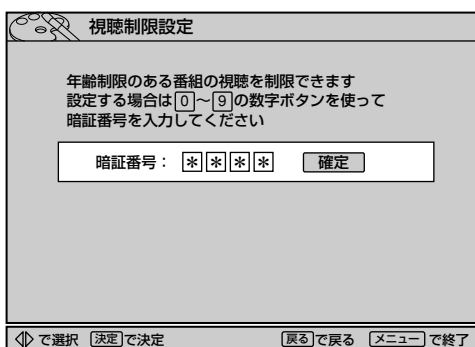 視聴制限設定
年齢制限のある番組の視聴を制限できます
設定する場合は0～9の数字ボタンを使って
暗証番号を入力してください
暗証番号： ＊＊＊＊ 確定
で選択 決定で決定 戻るで戻る メニューで終了